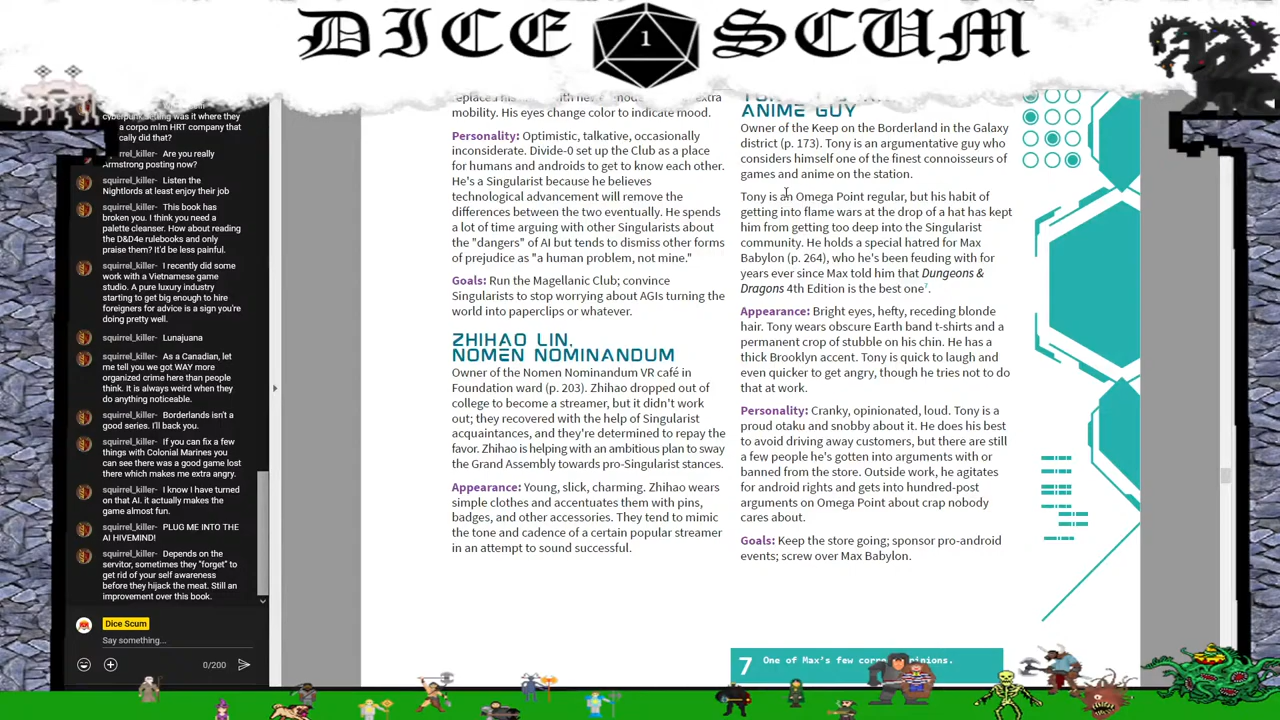 DICE SCUM
1
cyberpunk setting was it where they
a corpo mlm HRT company that
cally did that?
squirrel_killer- Are you really
Armstrong posting now?
squirrel_killer- Listen the
Nightlords at least enjoy their job
squirrel_killer- This book has
broken you. I think you need a
palette cleanser. How about reading
the D&D4e rulebooks and only
praise them? It'd be less painful.
squirrel_killer- I recently did some
work with a Vietnamese game
studio. A pure luxury industry
starting to get big enough to hire
foreigners for advice is a sign you're
doing pretty well.
squirrel_killer- Lunajuana
squirrel_killer- As a Canadian, let
me tell you we got WAY more
organized crime here than people
think. It is always weird when they
do anything noticeable.
squirrel_killer- Borderlands isn't a
good series. I'll back you.
squirrel_killer- If you can fix a few
things with Colonial Marines you
can see there was a good game lost
there which makes ms extra angry.
squirrel_killer- I know I have turned
on that AI. it actually makes the
game almost fun.
squirrel_killer- PLUG ME INTO THE
AI HIVEMIND!
squirrel_killer- Depends on the
servitor, sometimes they "forget" to
get rid of your self awareness
before they hijack the meat. Still an
improvement over this book.
Dice Scum
Say something...
0/200
mobility. His eyes change color to indicate mood.
Personality: Optimistic, talkative, occasionally
inconsiderate. Divide-0 set up the Club as a place
for humans and androids to get to know each other.
He's a Singularist because he believes
technological advancement will remove the
differences between the two eventually. He spends
a lot of time arguing with other Singularists about
the "dangers" of AI but tends to dismiss other forms
of prejudice as "a human problem, not mine."
Goals: Run the Magellanic Club; convince
Singularists to stop worrying about AGIs turning the
world into paperclips or whatever.
ZHIHAO LIN,
NOMEN NOMINANDUM
Owner of the Nomen Nominandum VR café in
Foundation ward (p. 203). Zhihao dropped out of
college to become a streamer, but it didn't work
out; they recovered with the help of Singularist
acquaintances, and they're determined to repay the
favor. Zhihao is helping with an ambitious plan to sway
the Grand Assembly towards pro-Singularist stances.
Appearance: Young, slick, charming. Zhihao wears
simple clothes and accentuates them with pins,
badges, and other accessories. They tend to mimic
the tone and cadence of a certain popular streamer
in an attempt to sound successful.
ANIME GUY
Owner of the Keep on the Borderland in the Galaxy
district (p. 173). Tony is an argumentative guy who
considers himself one of the finest connoisseurs of
games and anime on the station.
Tony is an Omega Point regular, but his habit of
getting into flame wars at the drop of a hat has kept
him from getting too deep into the Singularist
community. He holds a special hatred for Max
Babylon (p. 264), who he's been feuding with for
years ever since Max told him that Dungeons &
Dragons 4th Edition is the best one7.
Appearance: Bright eyes, hefty, receding blonde
hair. Tony wears obscure Earth band t-shirts and a
permanent crop of stubble on his chin. He has a
thick Brooklyn accent. Tony is quick to laugh and
even quicker to get angry, though he tries not to do
that at work.
Personality: Cranky, opinionated, loud. Tony is a
proud otaku and snobby about it. He does his best
to avoid driving away customers, but there are still
a few people he's gotten into arguments with or
banned from the store. Outside work, he agitates
for android rights and gets into hundred-post
arguments on Omega Point about crap nobody
cares about.
Goals: Keep the store going; sponsor pro-android
events; screw over Max Babylon.
7 One of Max's few opinions.